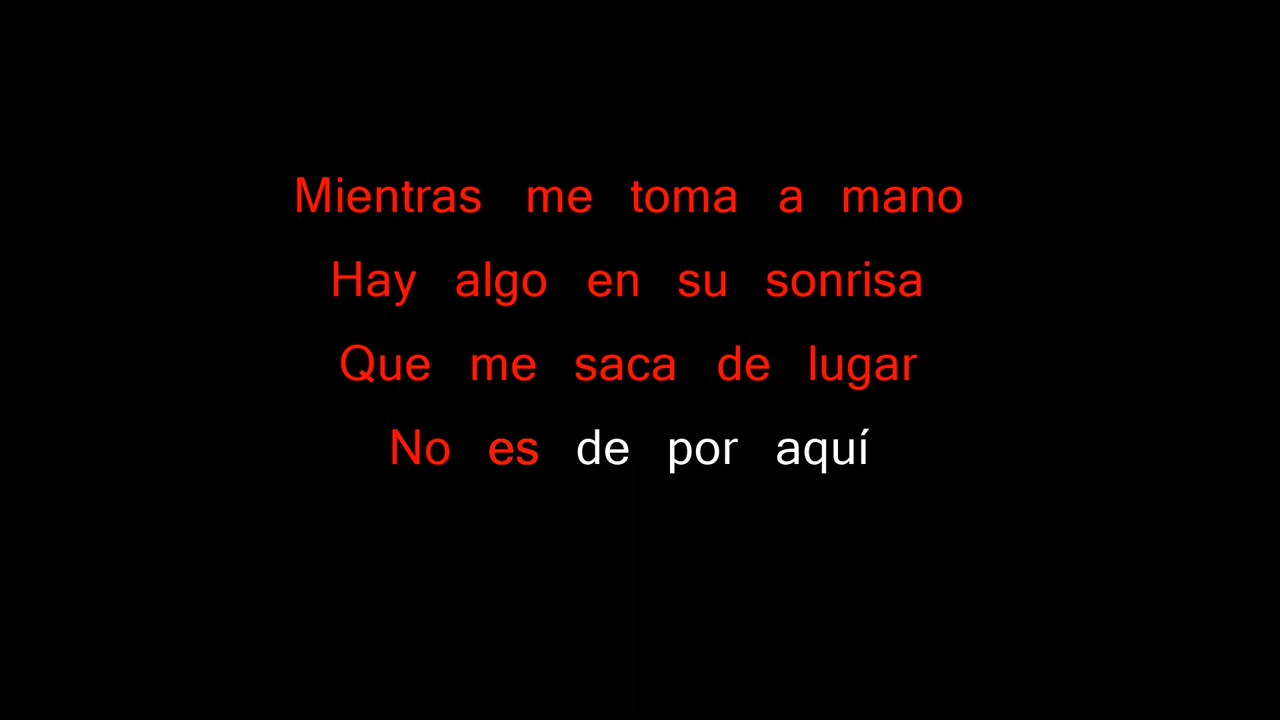 Mientras me toma a mano
Hay algo en su sonrisa
Que me saca de lugar
No es de por aquí